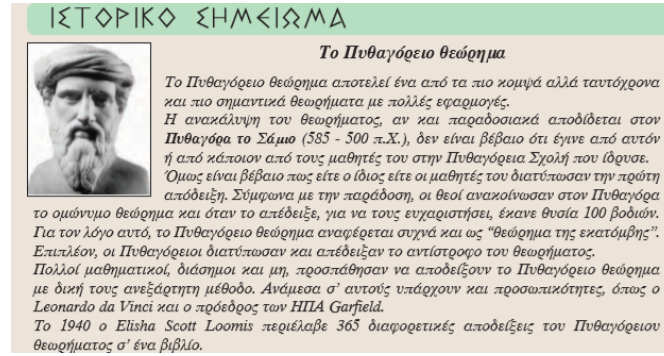 ΙΣΤΟΡΙΚΟ ΣΗΜΕΙΩΜΑ
Το Πυθαγόρειο θεώρημα
Το Πυθαγόρειο θεώρημα αποτελεί ένα από τα πιο κομψά αλλά ταυτόχρονα
και πιο σημαντικά θεωρήματα με πολλές εφαρμογές.
Η ανακάλυψη του θεωρήματος, αν και παραδοσιακά αποδίδεται στον
Πυθαγόρα το Σάμιο (585 - 500 π.Χ.), δεν είναι βέβαιο ότι έγινε από αυτόν
ή από κάποιον από τους μαθητές του στην Πυθαγόρεια Σχολή που ίδρυσε.
Όμως είναι βέβαιο πως είτε ο ίδιος είτε οι μαθητές του διατύπωσαν την πρώτη
απόδειξη. Σύμφωνα με την παράδοση, οι θεοί ανακοίνωσαν στον Πυθαγόρα
το ομώνυμο θεώρημα και όταν το απέδειξε, για να τους ευχαριστήσει, έκανε θυσία 100 βοδιών.
Για τον λόγο αυτό, το Πυθαγόρειο θεώρημα αναφέρεται συχνά και ως “θεώρημα της εκατόμβης”.
Επιπλέον, οι Πυθαγόρειοι διατύπωσαν και απέδειξαν το αντίστροφο του θεωρήματος.
Πολλοί μαθηματικοί, διάσημοι και μη, προσπάθησαν να αποδείξουν το Πυθαγόρειο θεώρημα
με δική τους ανεξάρτητη μέθοδο. Ανάμεσα σ’ αυτούς υπάρχουν και προσωπικότητες, όπως ο
Leonardo da Vinci και ο πρόεδρος των ΗΠΑ Garfield.
Το 1940 ο Elisha Scott Loomis περιέλαβε 365 διαφορετικές αποδείξεις του Πυθαγόρειου
θεωρήματος σ’ ένα βιβλίο.